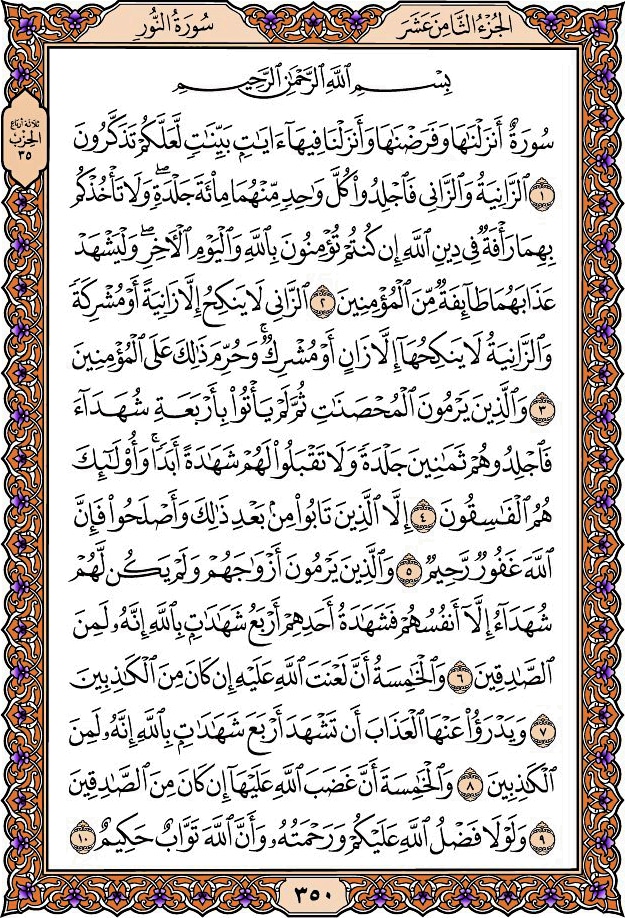 الجُزْءُ الثَّامِنَ عَشَرَ
سُورَةُ النُّورِ
ثلاثة أرباع
الحِزْبُ
٣٥
بِسْمِ ٱللَّهِ ٱلرَّحْمَٰنِ ٱلرَّحِيمِ
سُورَةٌ أَنزَلْنَٰهَا وَفَرَضْنَٰهَا وَأَنزَلْنَا فِيهَآ ءَايَٰتٍۭ بَيِّنَٰتٍ لَّعَلَّكُمْ تَذَكَّرُونَ
١ ٱلزَّانِيَةُ وَٱلزَّانِى فَٱجْلِدُوا۟ كُلَّ وَٰحِدٍ مِّنْهُمَا مِا۟ئَةَ جَلْدَةٍ ۖ وَلَا تَأْخُذْكُم
بِهِمَا رَأْفَةٌ فِى دِينِ ٱللَّهِ إِن كُنتُمْ تُؤْمِنُونَ بِٱللَّهِ وَٱلْيَوْمِ ٱلْءَاخِرِ ۖ وَلْيَشْهَدْ
عَذَابَهُمَا طَآئِفَةٌ مِّنَ ٱلْمُؤْمِنِينَ ٢ ٱلزَّانِى لَا يَنكِحُ إِلَّا زَانِيَةً أَوْ مُشْرِكَةً
وَٱلزَّانِيَةُ لَا يَنكِحُهَآ إِلَّا زَانٍ أَوْ مُشْرِكٌ ۚ وَحُرِّمَ ذَٰلِكَ عَلَى ٱلْمُؤْمِنِينَ
٣ وَٱلَّذِينَ يَرْمُونَ ٱلْمُحْصَنَٰتِ ثُمَّ لَمْ يَأْتُوا۟ بِأَرْبَعَةِ شُهَدَآءَ
فَٱجْلِدُوهُمْ ثَمَٰنِينَ جَلْدَةً وَلَا تَقْبَلُوا۟ لَهُمْ شَهَٰدَةً أَبَدًا ۚ وَأُو۟لَٰٓئِكَ
هُمُ ٱلْفَٰسِقُونَ ٤ إِلَّا ٱلَّذِينَ تَابُوا۟ مِنۢ بَعْدِ ذَٰلِكَ وَأَصْلَحُوا۟ فَإِنَّ
ٱللَّهَ غَفُورٌ رَّحِيمٌ ٥ وَٱلَّذِينَ يَرْمُونَ أَزْوَٰجَهُمْ وَلَمْ يَكُن لَّهُمْ
شُهَدَآءُ إِلَّآ أَنفُسُهُمْ فَشَهَٰدَةُ أَحَدِهِمْ أَرْبَعُ شَهَٰدَٰتٍۭ بِٱللَّهِ إِنَّهُۥ لَمِنَ
ٱلصَّٰدِقِينَ ٦ وَٱلْخَٰمِسَةُ أَنَّ لَعْنَتَ ٱللَّهِ عَلَيْهِ إِن كَانَ مِنَ ٱلْكَٰذِبِينَ
٧ وَيَدْرَؤُا۟ عَنْهَا ٱلْعَذَابَ أَن تَشْهَدَ أَرْبَعَ شَهَٰدَٰتٍۭ بِٱللَّهِ إِنَّهُۥ لَمِنَ
ٱلْكَٰذِبِينَ ٨ وَٱلْخَٰمِسَةَ أَنَّ غَضَبَ ٱللَّهِ عَلَيْهَآ إِن كَانَ مِنَ ٱلصَّٰدِقِينَ
٩ وَلَوْلَا فَضْلُ ٱللَّهِ عَلَيْكُمْ وَرَحْمَتُهُۥ وَأَنَّ ٱللَّهَ تَوَّابٌ حَكِيمٌ ١٠
٣٥٠